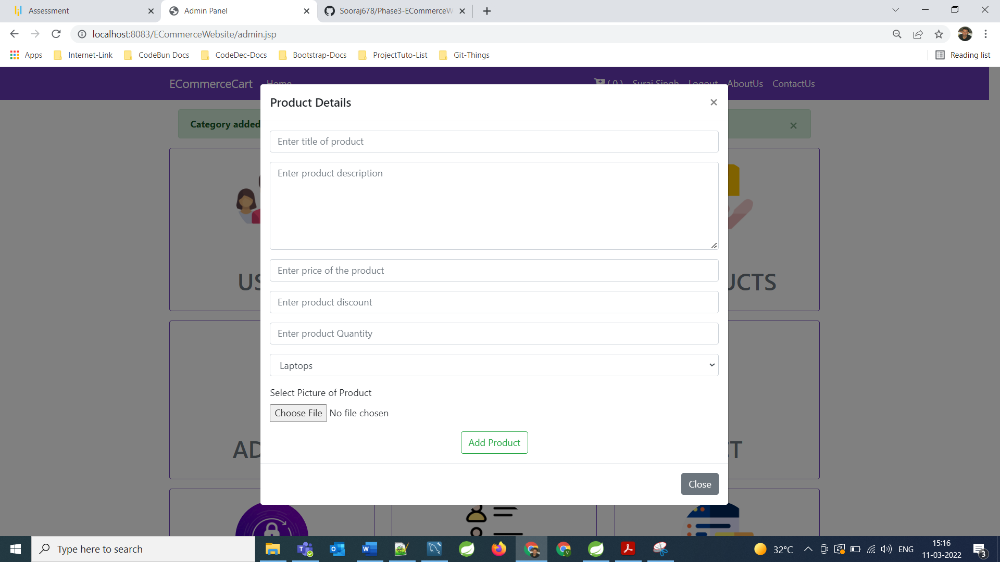 Assessment
Admin Panel
Sooraj678/Phase3-ECommerceW
localhost:8083/ECommerceWebsite/admin.jsp
Apps
Internet-Link
CodeBun Docs
CodeDec-Docs
Bootstrap-Docs
ProjectTuto-List
Git-Things
Reading list
ECommerceCart
Home
( 0 )
Suraj Singh
Logout
AboutUs
ContactUs
Product Details
×
Category added
×
Enter title of product
Enter product description
Enter price of the product
US
UCTS
Enter product discount
Enter product Quantity
Laptops
Select Picture of Product
Choose File No file chosen
Add Product
AD
CT
Close
Type here to search
32°C
ENG
15:16
11-03-2022
3